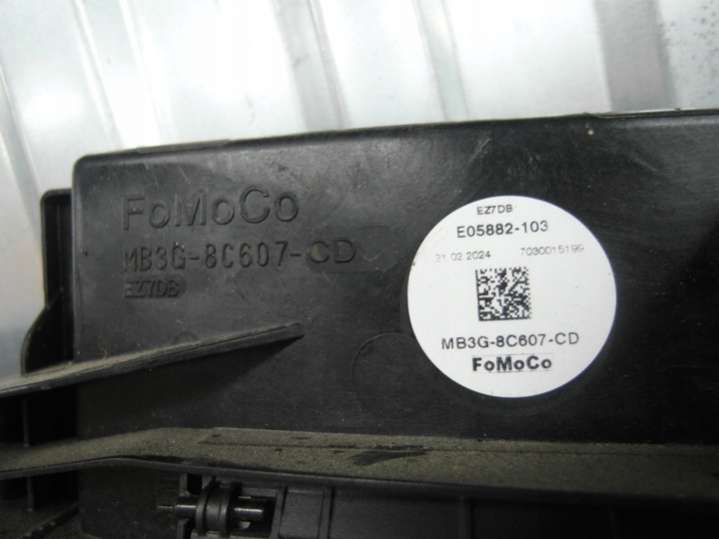 FoMoCo
MB3G-8C607-CD
EZ7DB
EZ7DB
E05882-103
21 02 2024 7030015199
MB3G-8C607-CD
FoMoCo